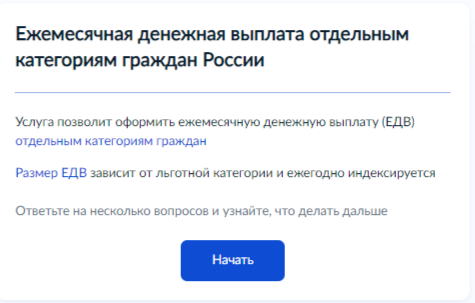 Ежемесячная денежная выплата отдельным
категориям граждан России
Услуга позволит оформить ежемесячную денежную выплату (ЕДВ)
отдельным категориям граждан
Размер ЕДВ зависит от льготной категории и ежегодно индексируется
Ответьте на несколько вопросов и узнайте, что делать дальше
Начать